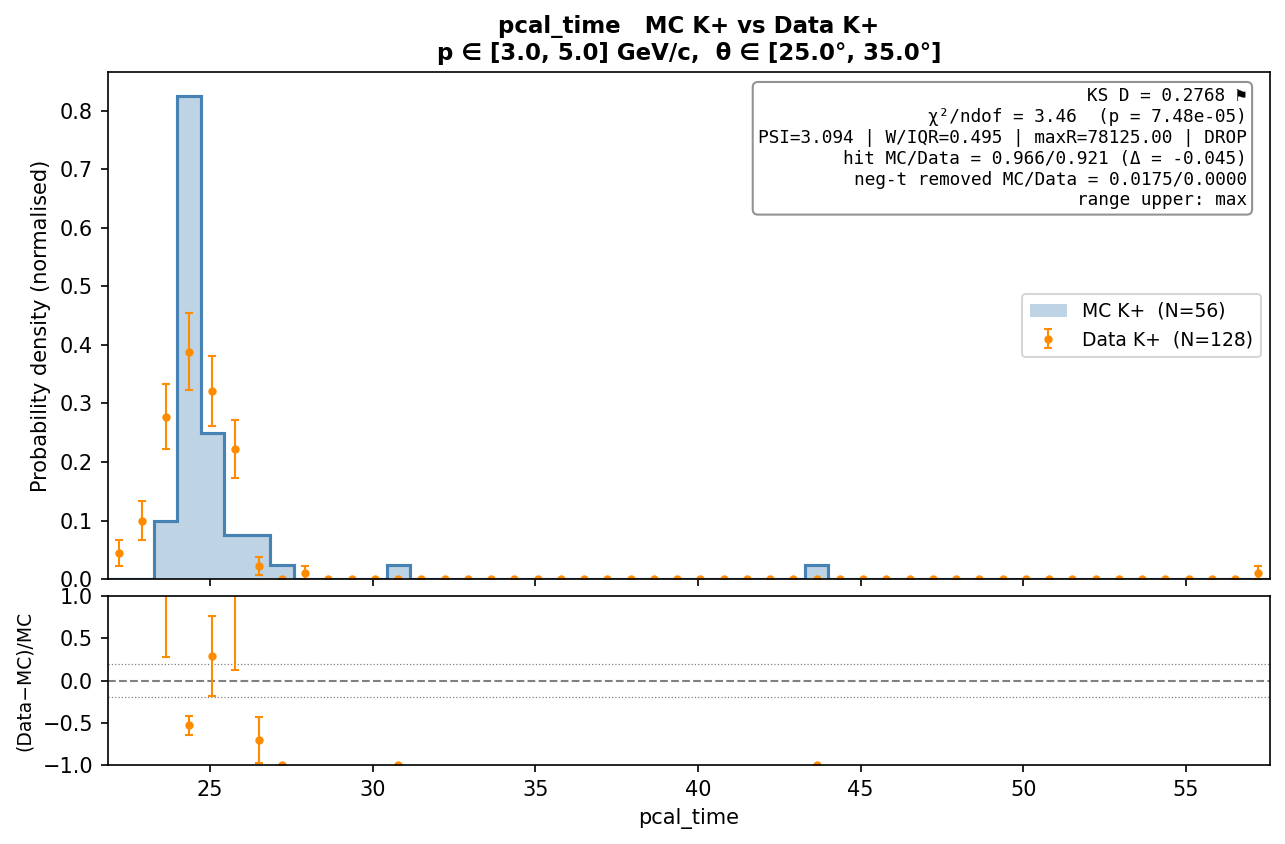 pcal_time   MC K+ vs Data K+
p ∈ [3.0, 5.0] GeV/c,  θ ∈ [25.0°, 35.0°]
KS D = 0.2768 ⚑
χ²/ndof = 3.46  (p = 7.48e-05)
PSI=3.094 | W/IQR=0.495 | maxR=78125.00 | DROP
hit MC/Data = 0.966/0.921 (Δ = -0.045)
neg-t removed MC/Data = 0.0175/0.0000
range upper: max
MC K+  (N=56)
Data K+  (N=128)
Probability density (normalised)
0.8
0.7
0.6
0.5
0.4
0.3
0.2
0.1
0.0
(Data−MC)/MC
1.0
0.5
0.0
−0.5
−1.0
25 30 35 40 45 50 55
pcal_time